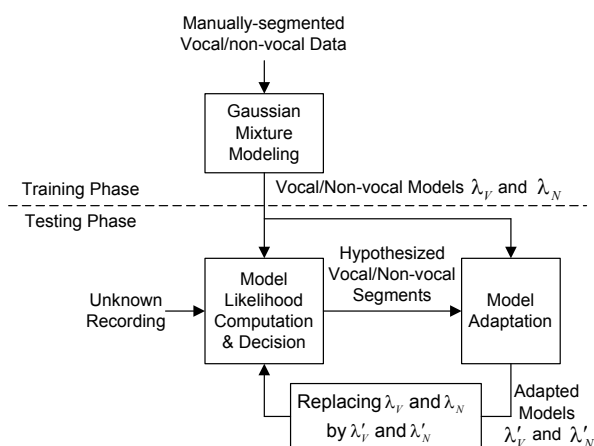 Manually-segmented
Vocal/non-vocal Data
Gaussian
Mixture
Modeling
Training Phase
Vocal/Non-vocal Models λ_V and λ_N
Testing Phase
Unknown
Recording
Model
Likelihood
Computation
& Decision
Hypothesized
Vocal/Non-vocal
Segments
Model
Adaptation
Replacing λ_V and λ_N
by λ′_V and λ′_N
Adapted
Models
λ′_V and λ′_N